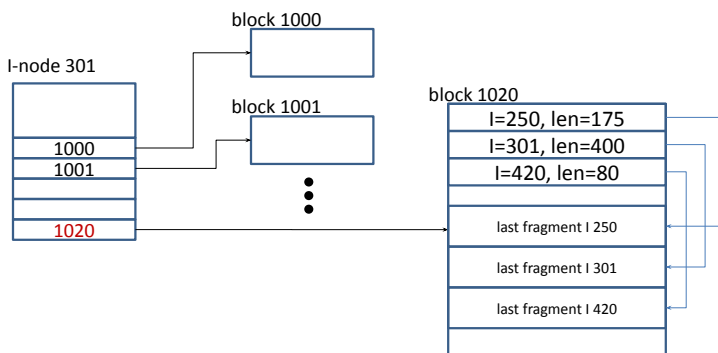 block 1000
I-node 301
block 1001
block 1020
1000
1001
1020
I=250, len=175
I=301, len=400
I=420, len=80
last fragment I 250
last fragment I 301
last fragment I 420